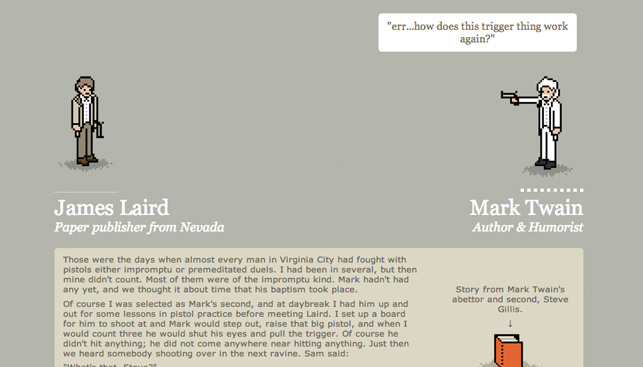 "err...how does this trigger thing work
again?"
James Laird
Paper publisher from Nevada
Mark Twain
Author & Humorist
Those were the days when almost every man in Virginia City had fought with
pistols either impromptu or premeditated duels. I had been in several, but then
mine didn't count. Most of them were of the impromptu kind. Mark hadn't had
any yet, and we thought it about time that his baptism took place.
Of course I was selected as Mark's second, and at daybreak I had him up and
out for some lessons in pistol practice before meeting Laird. I set up a board
for him to shoot at and Mark would step out, raise that big pistol, and when I
would count three he would shut his eyes and pull the trigger. Of course he
didn't hit anything; he did not come anywhere near hitting anything. Just then
we heard somebody shooting over in the next ravine. Sam said:
"What's that, Steve?"
Story from Mark Twain's
abettor and second, Steve
Gillis.
↓